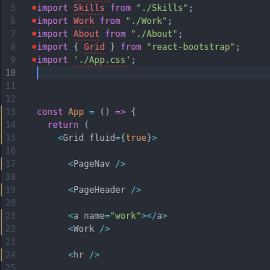 5 import Skills from "./Skills";
6 import Work from "./Work";
7 import About from "./About";
8 import { Grid } from "react-bootstrap";
9 import './App.css';
10
11
12
13 const App = () => {
14 return (
15 <Grid fluid={true}>
16
17 <PageNav />
18
19 <PageHeader />
20
21 <a name="work"></a>
22 <Work />
23
24 <hr />
25